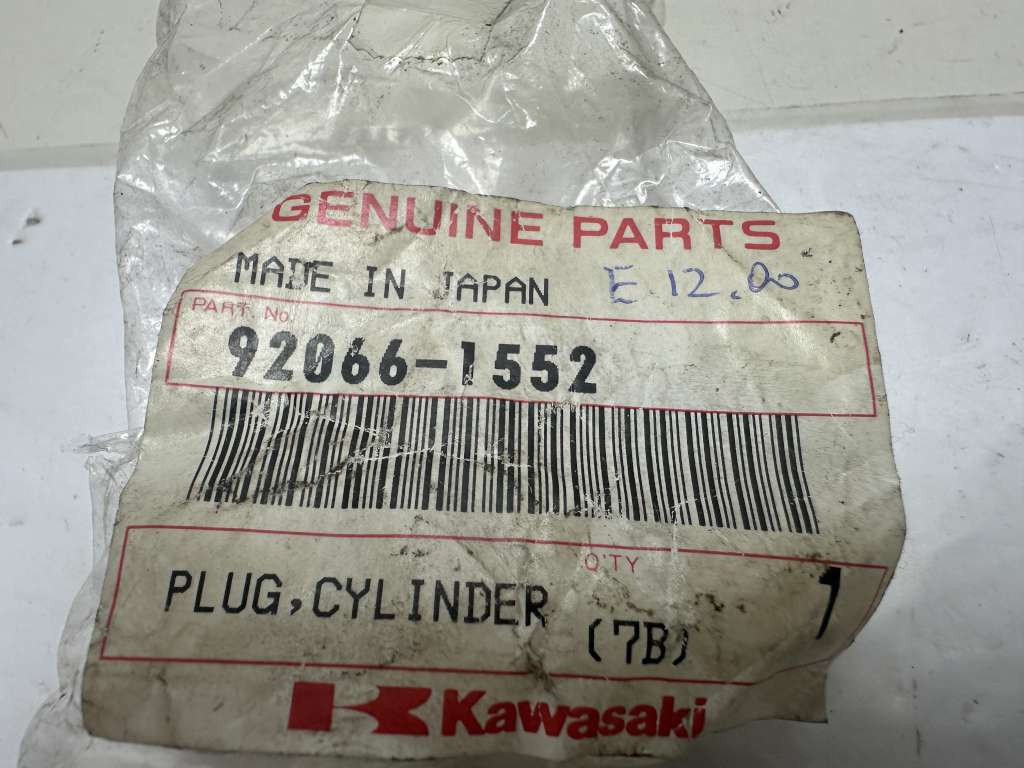 GENUINE PARTS
MADE IN JAPAN E 12.00
PART No.
92066-1552
Q'TY
PLUG,CYLINDER 1
(7B)
Kawasaki